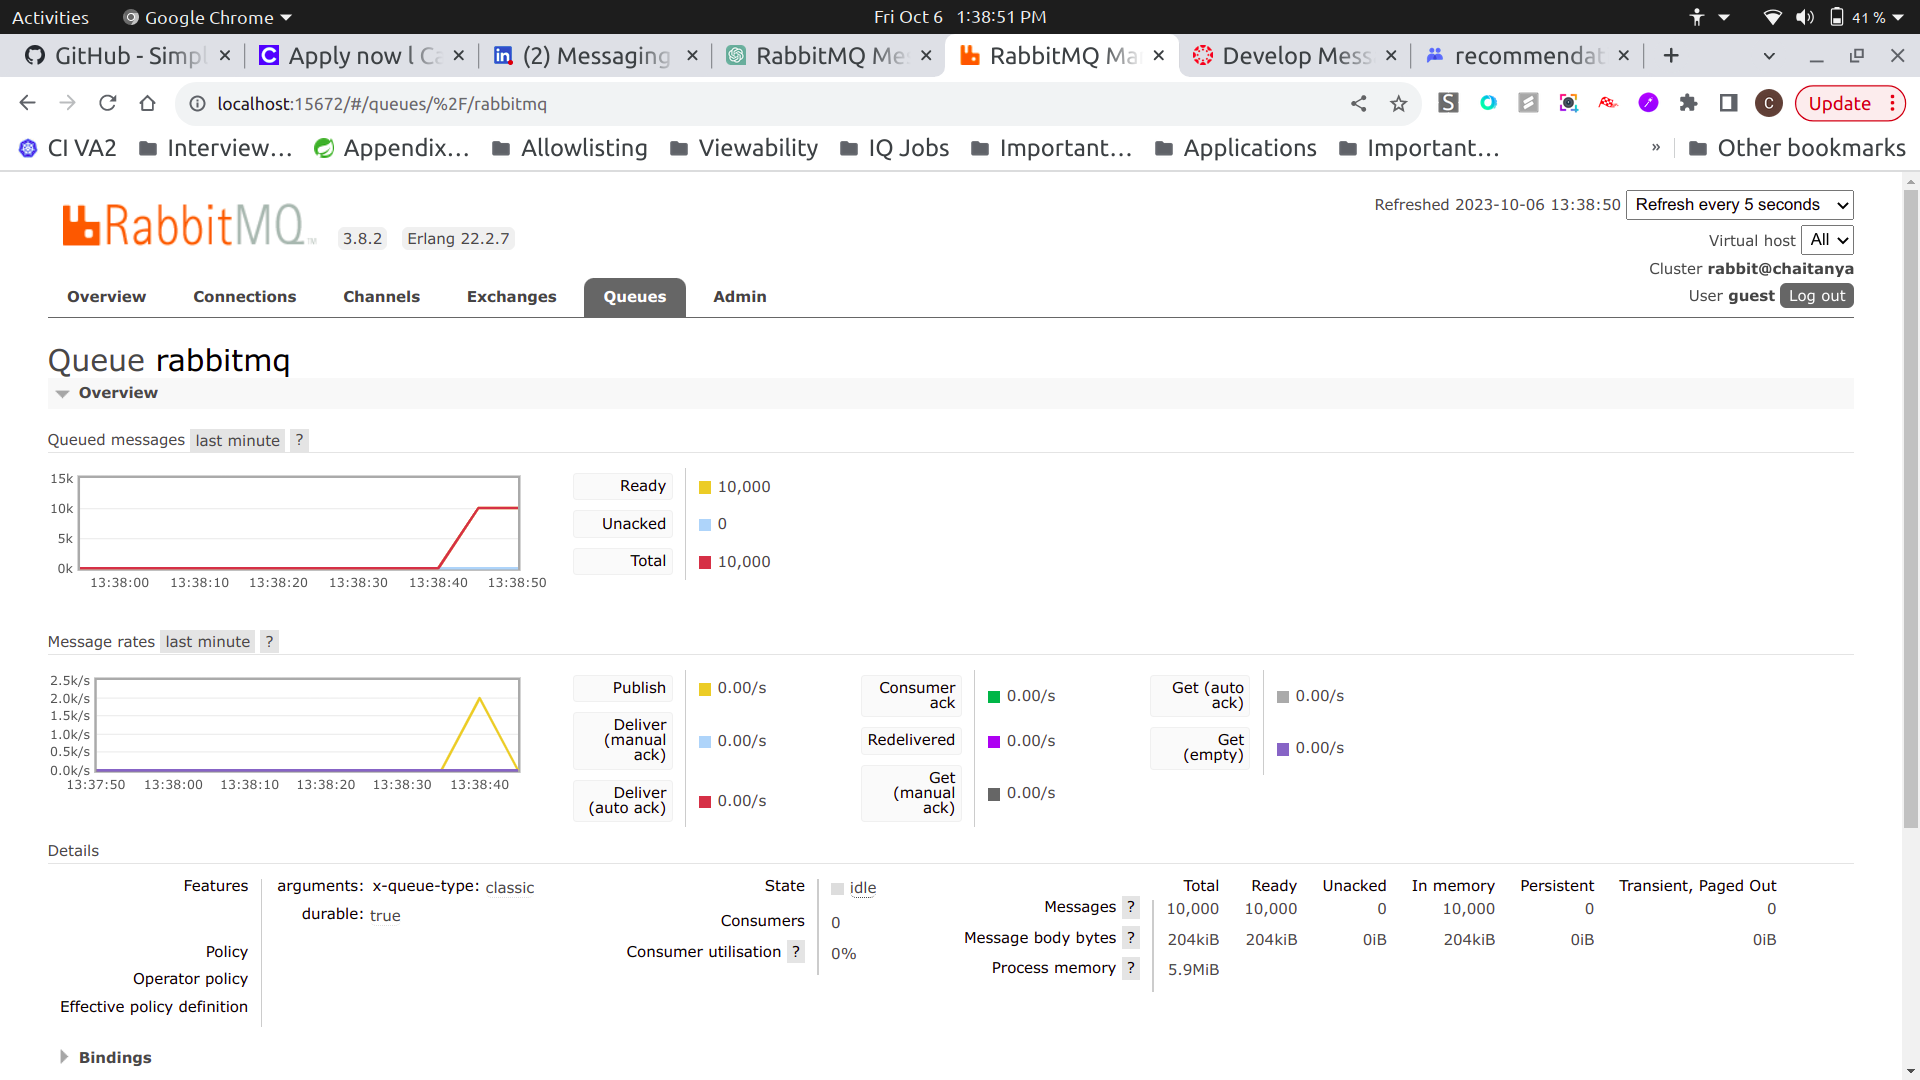 Activities Google Chrome Fri Oct 6 1:38:51 PM 41 %
GitHub - Simpl (2) Messaging RabbitMQ Me RabbitMQ Ma Develop Mess recommendat
Apply now l Ca
localhost:15672/#/queues/%2F/rabbitmq S C Update
CI VA2 Interview... Appendix... Allowlisting Viewability IQ Jobs Important... Applications Important... » Other bookmarks
RabbitMQ TM 3.8.2 Erlang 22.2.7
Refreshed 2023-10-06 13:38:50 Refresh every 5 seconds
Virtual host All
Cluster rabbit@chaitanya
User guest Log out
Overview Connections Channels Exchanges Queues Admin
Queue rabbitmq
Overview
Queued messages last minute ?
15k
10k
5k
0k
13:38:00 13:38:10 13:38:20 13:38:30 13:38:40 13:38:50
Ready 10,000
Unacked 0
Total 10,000
Message rates last minute ?
2.5k/s
2.0k/s
1.5k/s
1.0k/s
0.5k/s
0.0k/s
13:37:50 13:38:00 13:38:10 13:38:20 13:38:30 13:38:40
Publish 0.00/s
Deliver (manual ack) 0.00/s
Deliver (auto ack) 0.00/s
Consumer ack 0.00/s
Redelivered 0.00/s
Get (manual ack) 0.00/s
Get (auto ack) 0.00/s
Get (empty) 0.00/s
Details
Features arguments: x-queue-type: classic
durable: true
Policy
Operator policy
Effective policy definition
State idle
Consumers 0
Consumer utilisation ? 0%
Total Ready Unacked In memory Persistent Transient, Paged Out
Messages ? 10,000 10,000 0 10,000 0 0
Message body bytes ? 204kiB 204kiB 0iB 204kiB 0iB 0iB
Process memory ? 5.9MiB
Bindings